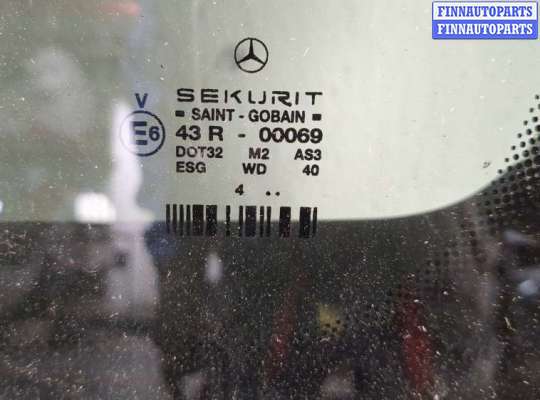 FINNAUTOPARTS
FINNAUTOPARTS
V
SEKURIT
SAINT - GOBAIN
E6 43 R - 00069
DOT32 M2 AS3
ESG WD 40
4 ..